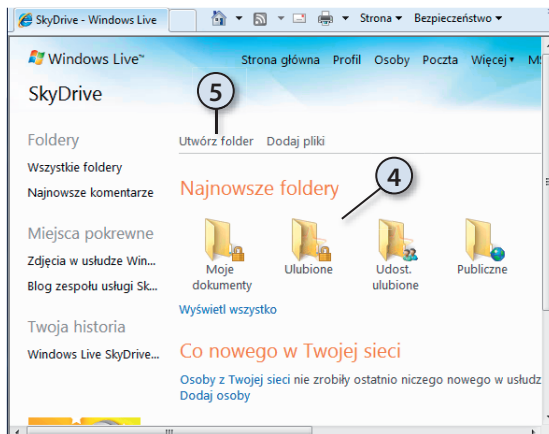 SkyDrive - Windows Live
Strona
Bezpieczeństwo
Windows Live™
Strona główna Profil Osoby Poczta Więcej M
SkyDrive
5
Foldery
Utwórz folder Dodaj pliki
Wszystkie foldery
Najnowsze komentarze
Najnowsze foldery
4
Miejsca pokrewne
Zdjęcia w usłudze Win...
Blog zespołu usługi Sk...
Moje dokumenty
Ulubione
Udost. ulubione
Publiczne
Wyświetl wszystko
Twoja historia
Windows Live SkyDrive...
Co nowego w Twojej sieci
Osoby z Twojej sieci nie zrobiły ostatnio niczego nowego w usłudz
Dodaj osoby